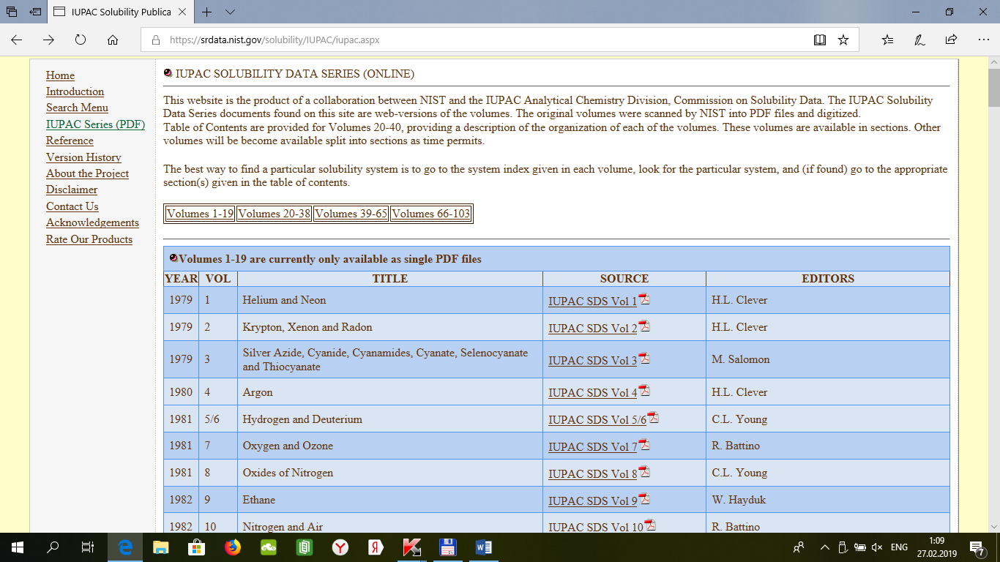 IUPAC Solubility Publica
https://srdata.nist.gov/solubility/IUPAC/iupac.aspx
Home
Introduction
Search Menu
IUPAC Series (PDF)
Reference
Version History
About the Project
Disclaimer
Contact Us
Acknowledgements
Rate Our Products
IUPAC SOLUBILITY DATA SERIES (ONLINE)
This website is the product of a collaboration between NIST and the IUPAC Analytical Chemistry Division, Commission on Solubility Data. The IUPAC Solubility
Data Series documents found on this site are web-versions of the volumes. The original volumes were scanned by NIST into PDF files and digitized.
Table of Contents are provided for Volumes 20-40, providing a description of the organization of each of the volumes. These volumes are available in sections. Other
volumes will be become available split into sections as time permits.
The best way to find a particular solubility system is to go to the system index given in each volume, look for the particular system, and (if found) go to the appropriate
section(s) given in the table of contents.
Volumes 1-19 Volumes 20-38 Volumes 39-65 Volumes 66-103
Volumes 1-19 are currently only available as single PDF files
YEAR VOL TITLE SOURCE EDITORS
1979 1 Helium and Neon IUPAC SDS Vol 1 H.L. Clever
1979 2 Krypton, Xenon and Radon IUPAC SDS Vol 2 H.L. Clever
1979 3 Silver Azide, Cyanide, Cyanamides, Cyanate, Selenocyanate
and Thiocyanate IUPAC SDS Vol 3 M. Salomon
1980 4 Argon IUPAC SDS Vol 4 H.L. Clever
1981 5/6 Hydrogen and Deuterium IUPAC SDS Vol 5/6 C.L. Young
1981 7 Oxygen and Ozone IUPAC SDS Vol 7 R. Battino
1981 8 Oxides of Nitrogen IUPAC SDS Vol 8 C.L. Young
1982 9 Ethane IUPAC SDS Vol 9 W. Hayduk
1982 10 Nitrogen and Air IUPAC SDS Vol 10 R. Battino
ENG
1:09
27.02.2019
7